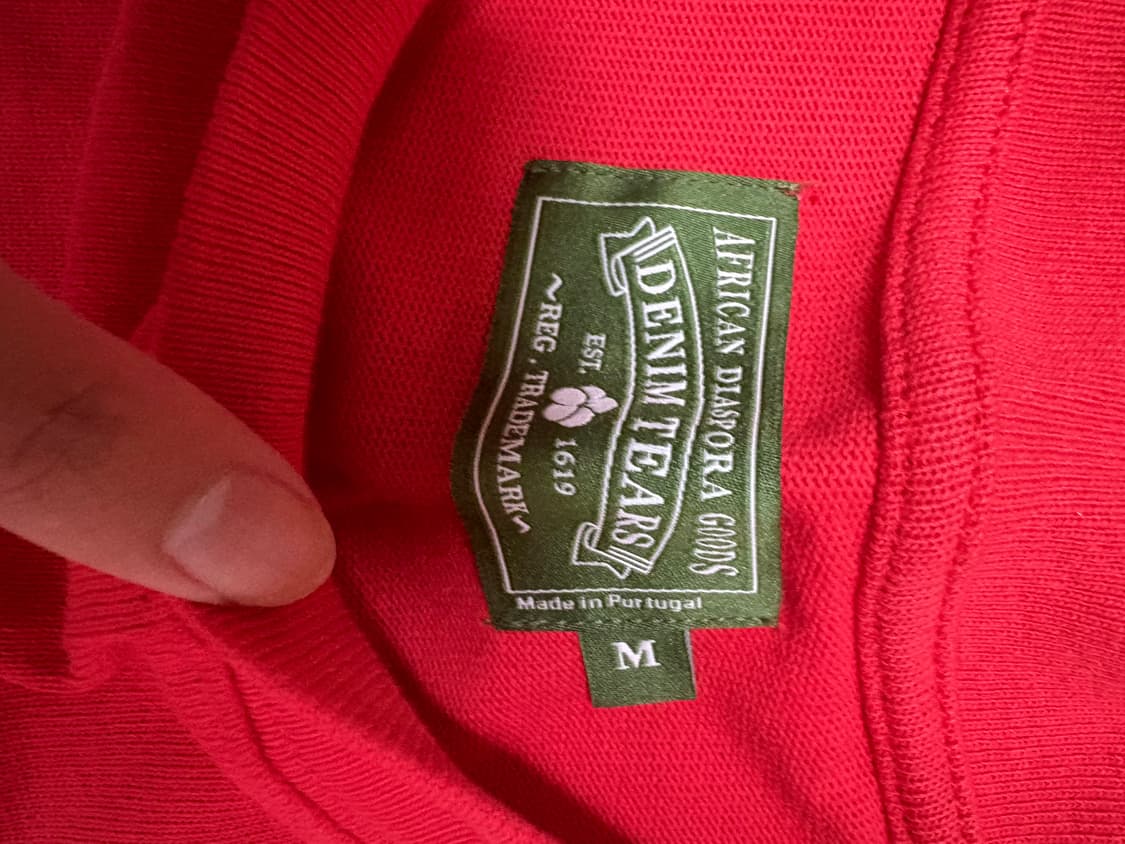 AFRICAN DIASPORA GOODS
DENIM TEARS
EST. 1619
~REG. TRADEMARK~
Made in Portugal
M